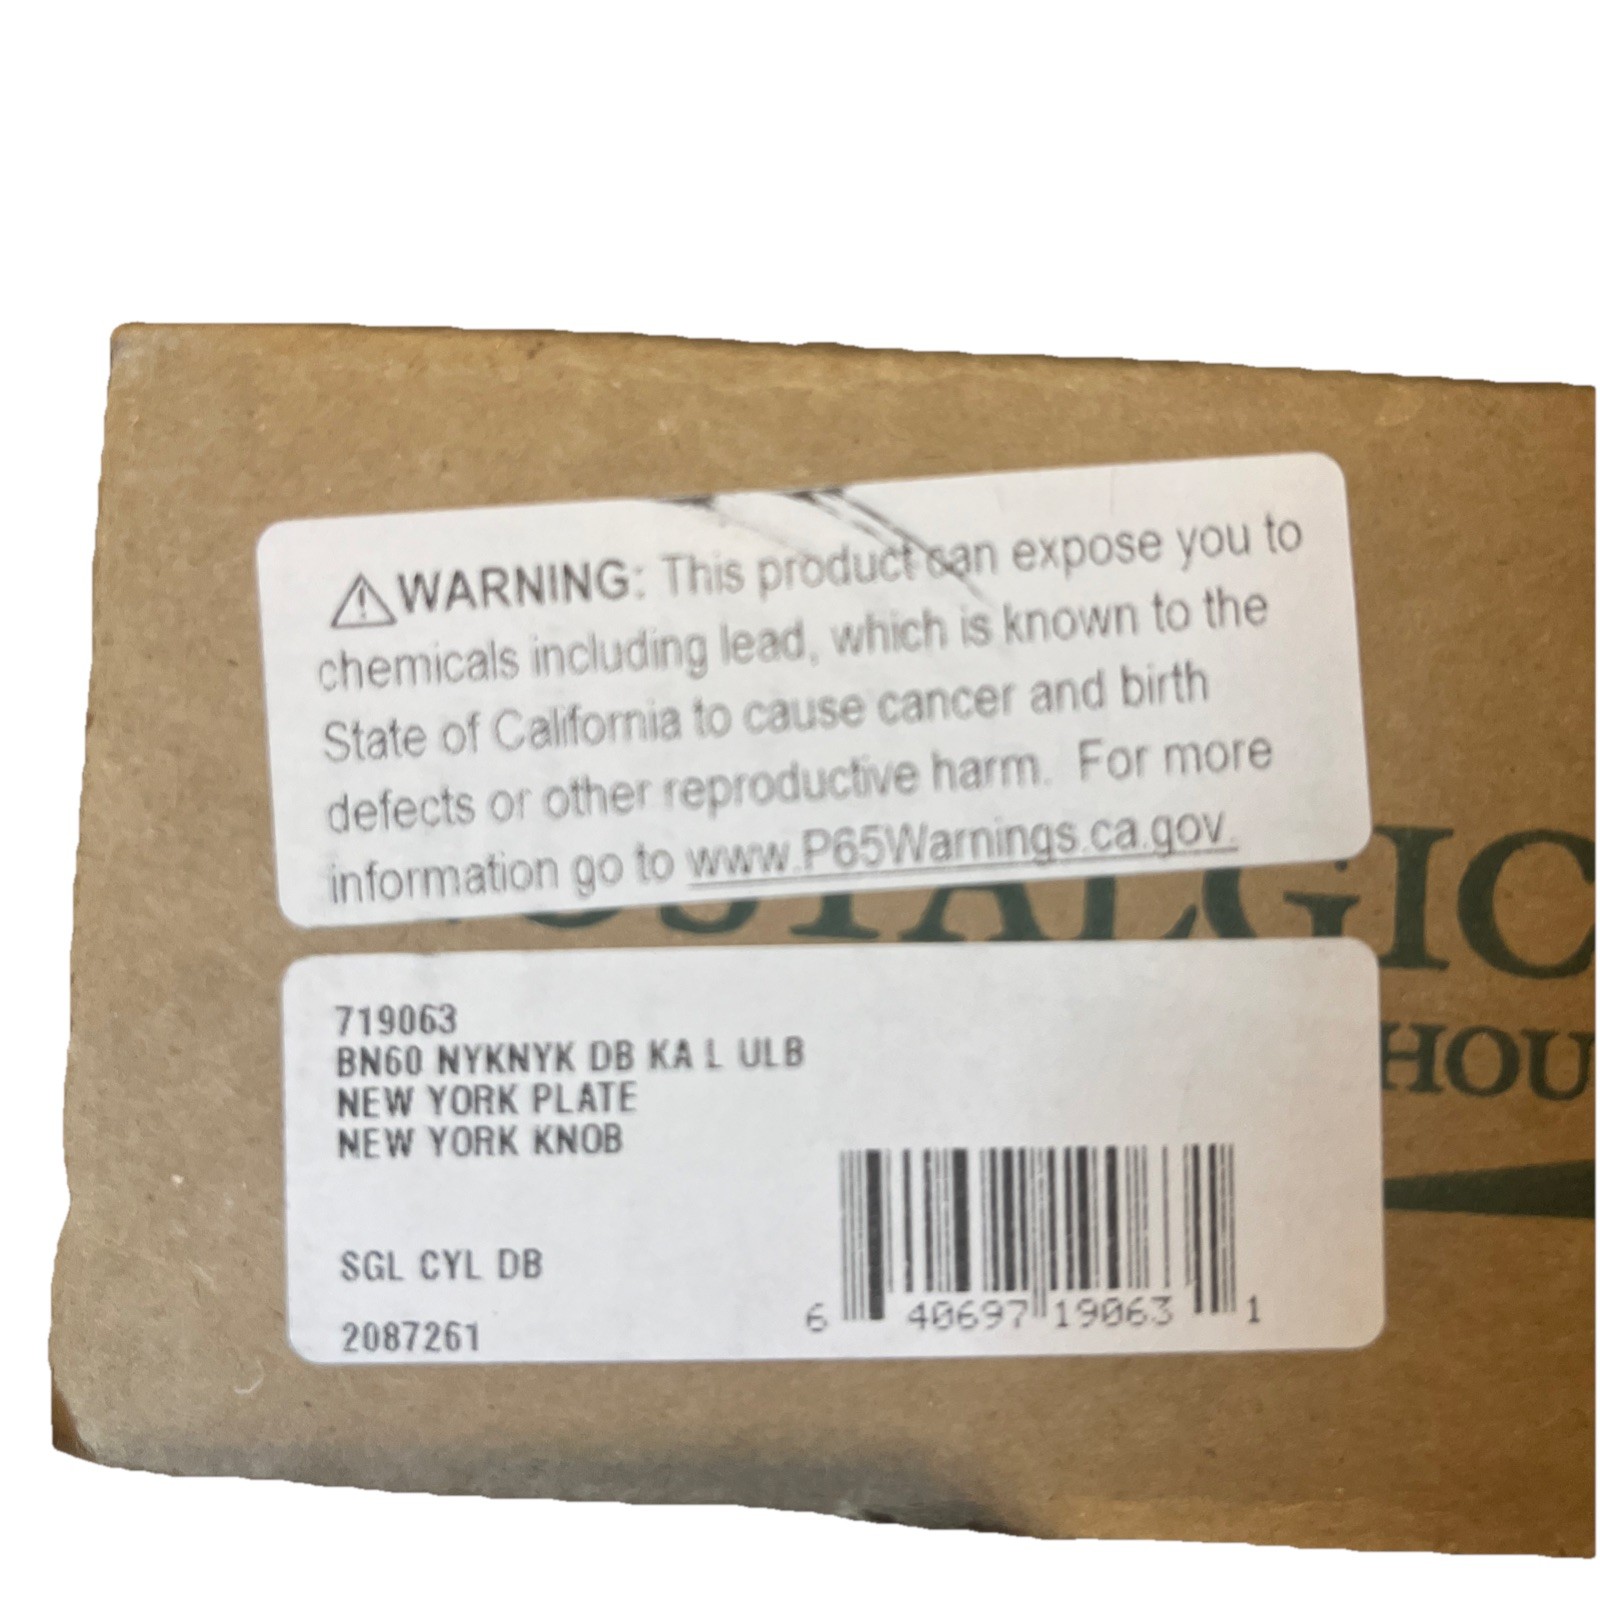 ⚠WARNING: This product can expose you to
chemicals including lead, which is known to the
State of California to cause cancer and birth
defects or other reproductive harm. For more
information go to www.P65Warnings.ca.gov.
OSTALGIC
HOU
719063
BN60 NYKNYK DB KA L ULB
NEW YORK PLATE
NEW YORK KNOB
SGL CYL DB
2087261
6 40697 19063 1